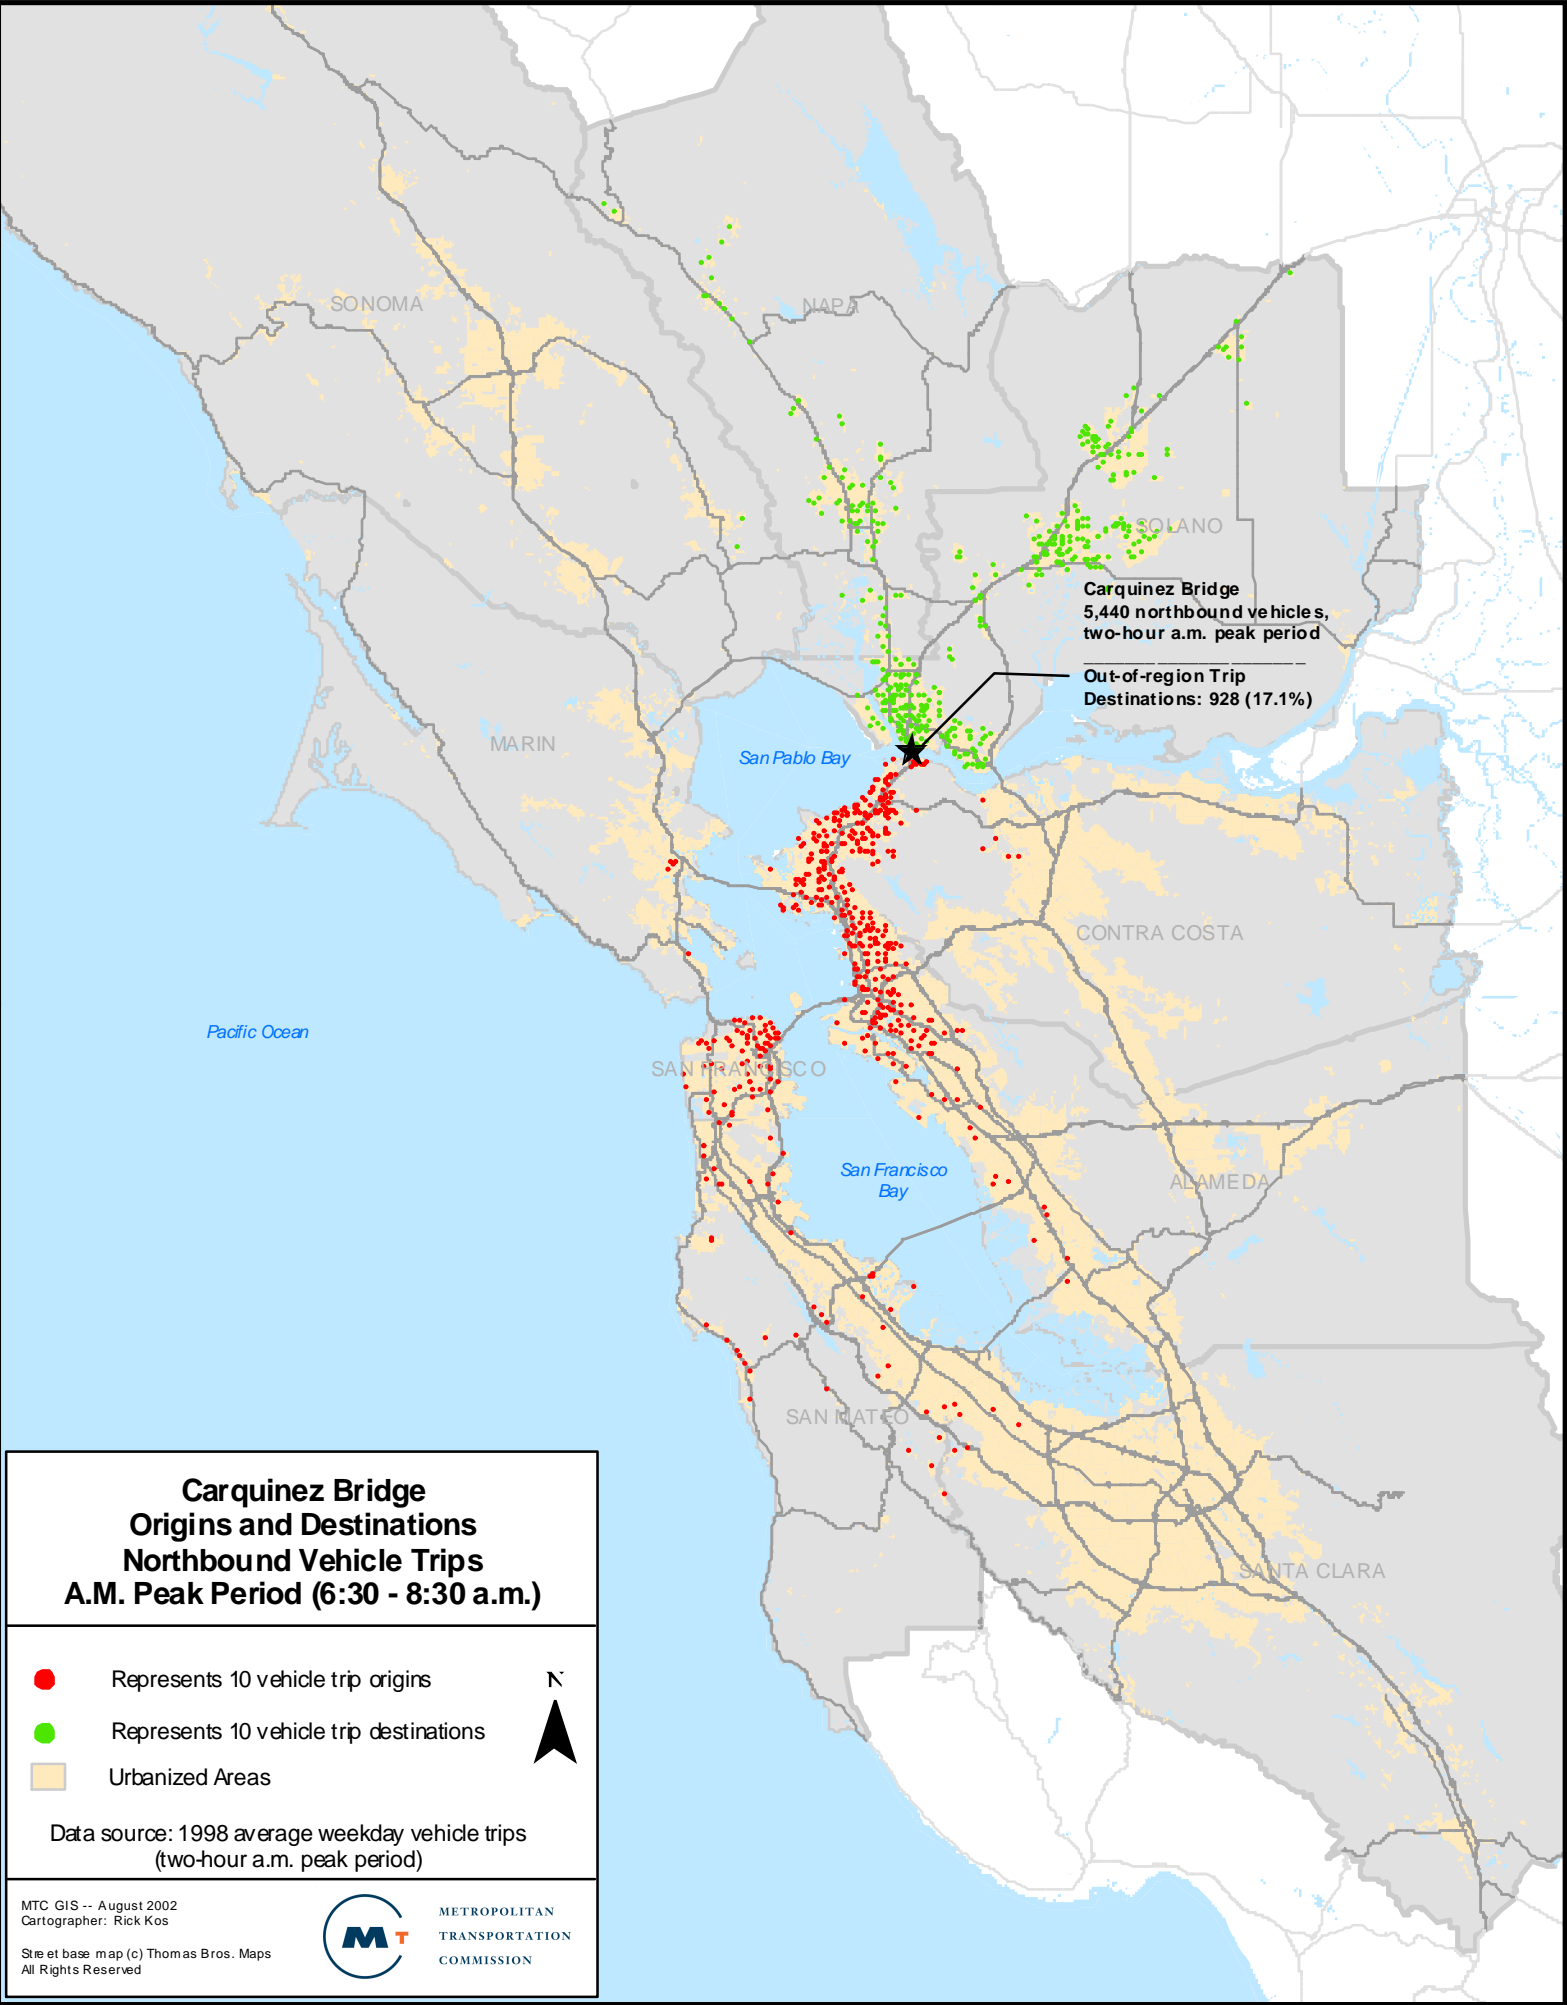 SONOMA
NAPA
SOLANO
Carquinez Bridge
5,440 northbound vehicles,
two-hour a.m. peak period
_______________________
Out-of-region Trip
Destinations: 928 (17.1%)
MARIN
San Pablo Bay
CONTRA COSTA
Pacific Ocean
SAN FRANCISCO
San Francisco
Bay
ALAMEDA
SAN MATEO
SANTA CLARA
Carquinez Bridge
Origins and Destinations
Northbound Vehicle Trips
A.M. Peak Period (6:30 - 8:30 a.m.)
Represents 10 vehicle trip origins
N
Represents 10 vehicle trip destinations
Urbanized Areas
Data source: 1998 average weekday vehicle trips
(two-hour a.m. peak period)
MTC GIS -- August 2002
Cartographer: Rick Kos
Street base map (c) Thomas Bros. Maps
All Rights Reserved
MT
METROPOLITAN
TRANSPORTATION
COMMISSION